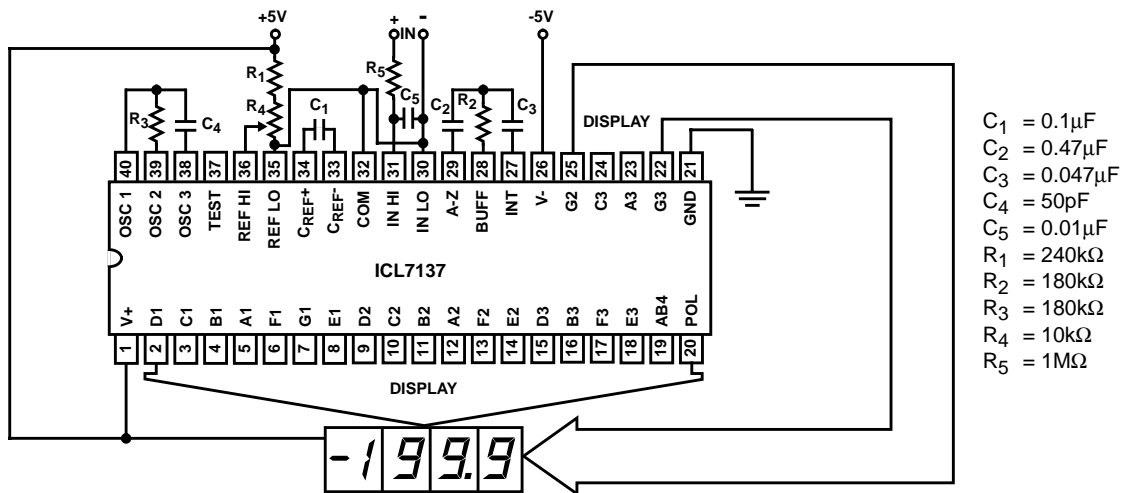 +5V
+ IN -
-5V
R1
R5
R4
C1
C5
C2
R2
C3
R3
C4
DISPLAY
40 39 38 37 36 35 34 33 32 31 30 29 28 27 26 25 24 23 22 21
OSC 1
OSC 2
OSC 3
TEST
REF HI
REF LO
CREF+
CREF-
COM
IN HI
IN LO
A-Z
BUFF
INT
V-
G2
C3
A3
G3
GND
ICL7137
V+
D1
C1
B1
A1
F1
G1
E1
D2
C2
B2
A2
F2
E2
D3
B3
F3
E3
AB4
POL
1 2 3 4 5 6 7 8 9 10 11 12 13 14 15 16 17 18 19 20
DISPLAY
-199.9
C1 = 0.1μF
C2 = 0.47μF
C3 = 0.047μF
C4 = 50pF
C5 = 0.01μF
R1 = 240kΩ
R2 = 180kΩ
R3 = 180kΩ
R4 = 10kΩ
R5 = 1MΩ